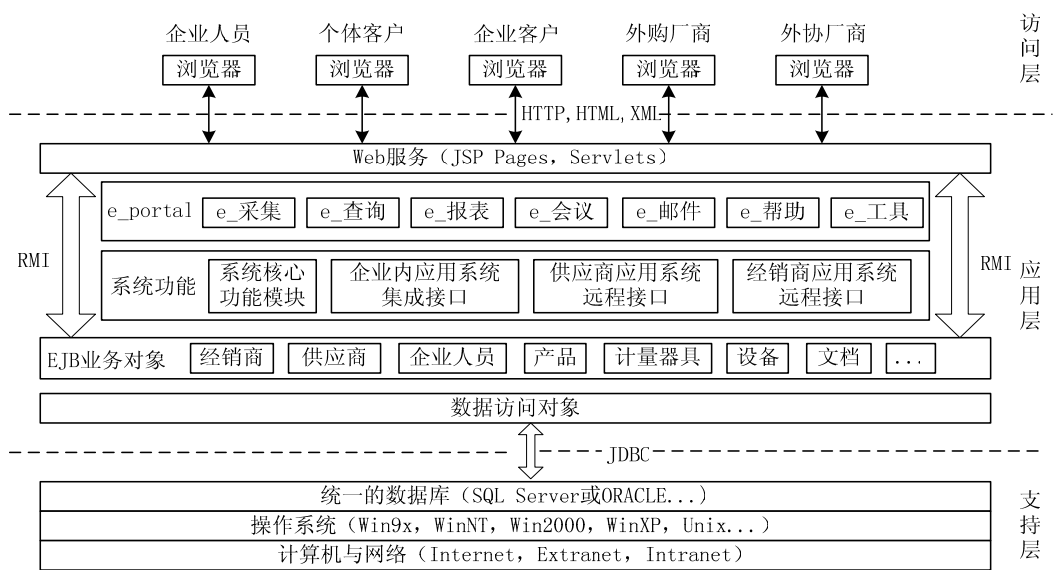 企业人员 个体客户 企业客户 外购厂商 外协厂商
浏览器 浏览器 浏览器 浏览器 浏览器
访问层
HTTP,HTML,XML
Web服务（JSP Pages，Servlets）
e_portal e_采集 e_查询 e_报表 e_会议 e_邮件 e_帮助 e_工具
RMI
系统功能
系统核心
功能模块
企业内应用系统
集成接口
供应商应用系统
远程接口
经销商应用系统
远程接口
RMI
应用层
EJB业务对象 经销商 供应商 企业人员 产品 计量器具 设备 文档 ...
数据访问对象
JDBC
统一的数据库（SQL Server或ORACLE...）
操作系统（Win9x，WinNT，Win2000，WinXP，Unix...）
计算机与网络（Internet，Extranet，Intranet）
支持层